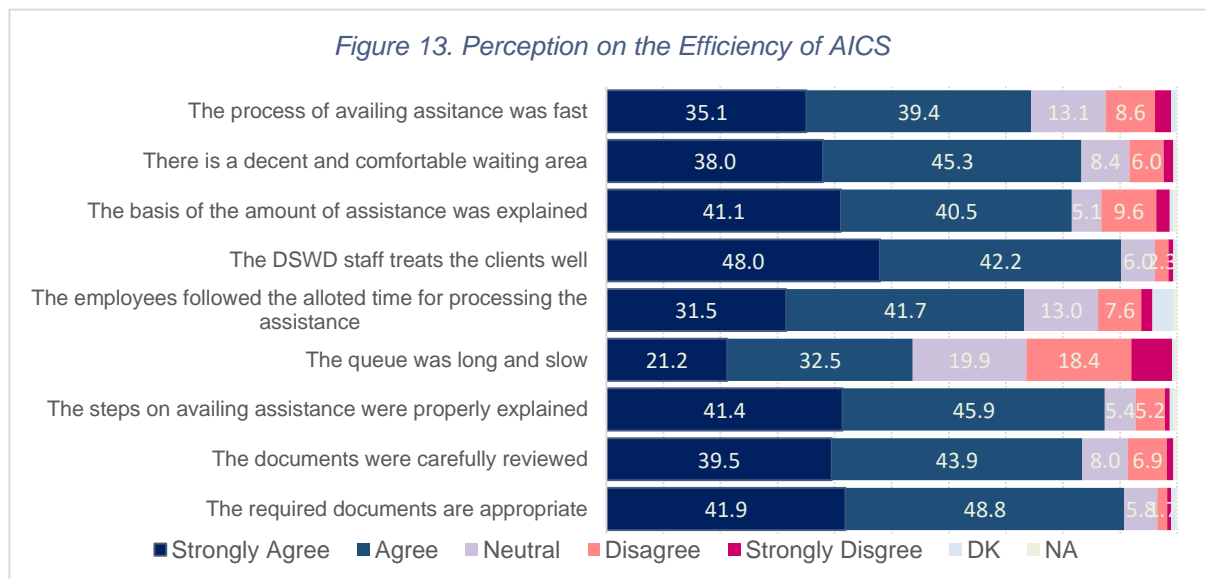 Figure 13. Perception on the Efficiency of AICS
The process of availing assitance was fast
35.1 39.4 13.1 8.6
There is a decent and comfortable waiting area
38.0 45.3 8.4 6.0
The basis of the amount of assistance was explained
41.1 40.5 5.1 9.6
The DSWD staff treats the clients well
48.0 42.2 6.0 2.3
The employees followed the alloted time for processing the
assistance
31.5 41.7 13.0 7.6
The queue was long and slow
21.2 32.5 19.9 18.4
The steps on availing assistance were properly explained
41.4 45.9 5.4 5.2
The documents were carefully reviewed
39.5 43.9 8.0 6.9
The required documents are appropriate
41.9 48.8 5.8 1.7
Strongly Agree Agree Neutral Disagree Strongly Disgree DK NA